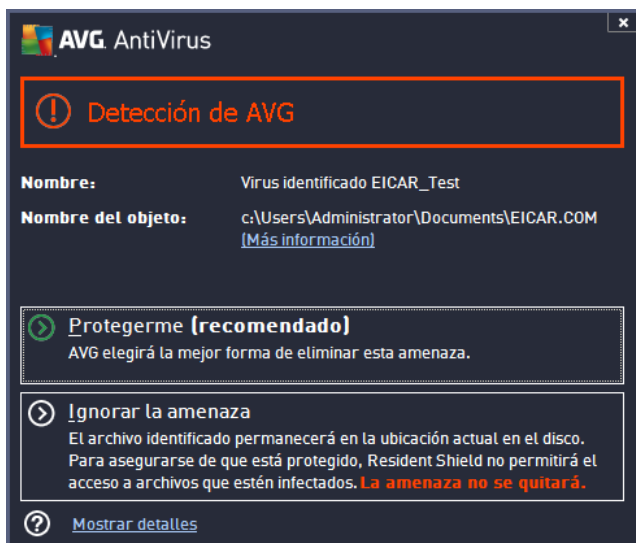 AVG. AntiVirus
Detección de AVG
Nombre: Virus identificado EICAR_Test
Nombre del objeto: c:\Users\Administrator\Documents\EICAR.COM
(Más información)
Protegerme (recomendado)
AVG elegirá la mejor forma de eliminar esta amenaza.
Ignorar la amenaza
El archivo identificado permanecerá en la ubicación actual en el disco.
Para asegurarse de que está protegido, Resident Shield no permitirá el
acceso a archivos que estén infectados. La amenaza no se quitará.
Mostrar detalles